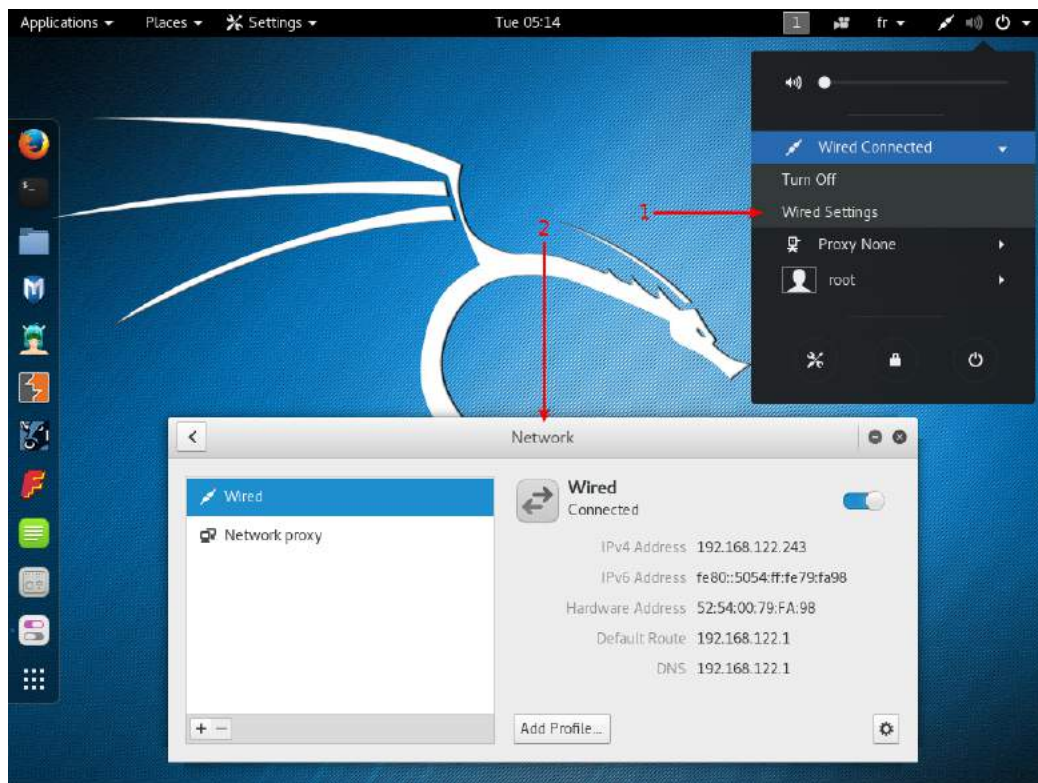 Applications Places Settings Tue 05:14 1 fr
Wired Connected
Turn Off
1 Wired Settings
2
Proxy None
root
Network
Wired
Network proxy
Wired
Connected
IPv4 Address 192.168.122.243
IPv6 Address fe80::5054:ff:fe79:fa98
Hardware Address 52:54:00:79:FA:98
Default Route 192.168.122.1
DNS 192.168.122.1
+ − Add Profile...